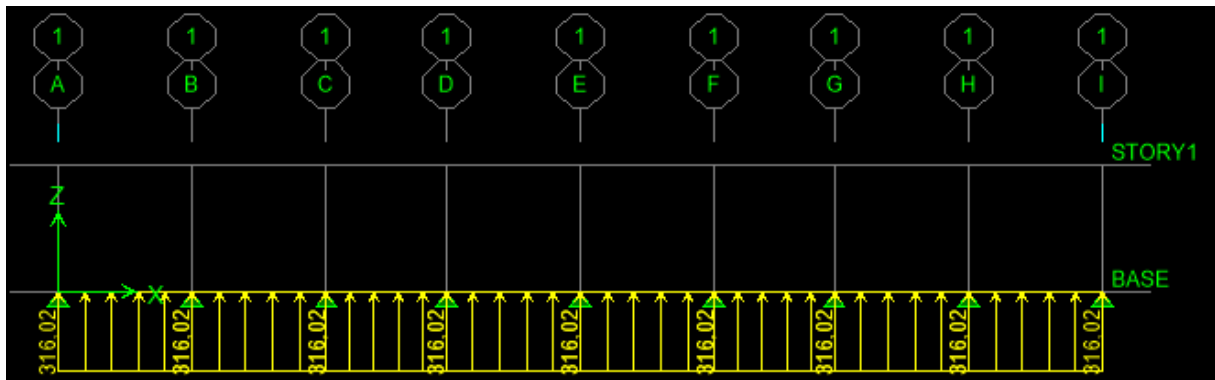 1 1 1 1 1 1 1 1 1
A B C D E F G H I
STORY1
Z
X
BASE
316,02 316,02 316,02 316,02 316,02 316,02 316,02 316,02 316,02